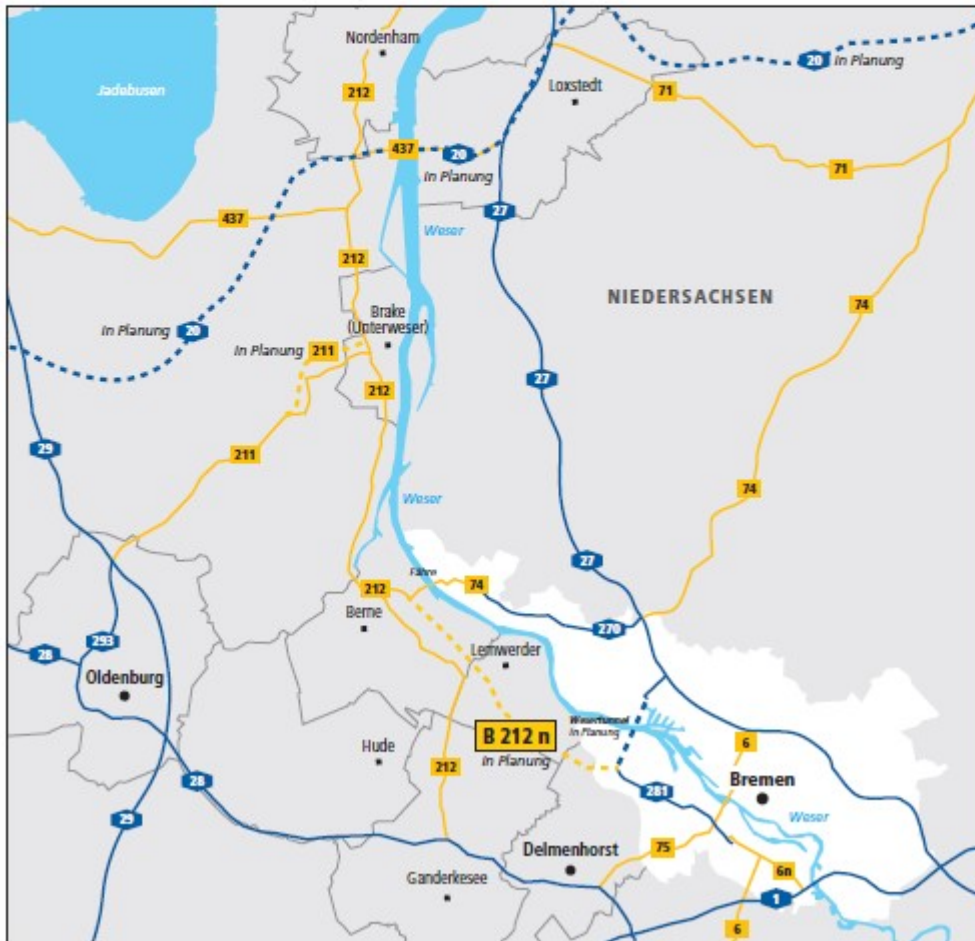 Nordenham
20
In Planung
Jadebusen
212
Loxstedt
71
437
20
In Planung
71
437
27
Weser
212
NIEDERSACHSEN
74
In Planung
20
Brake
(Unterweser)
In Planung
211
27
212
29
211
74
Weser
27
Fähre
212
74
Berne
270
293
28
Lemwerder
Oldenburg
Wesertunnel
In Planung
B 212 n
In Planung
6
Hude
212
28
281
Bremen
Weser
29
75
Delmenhorst
6n
Ganderkesee
1
6